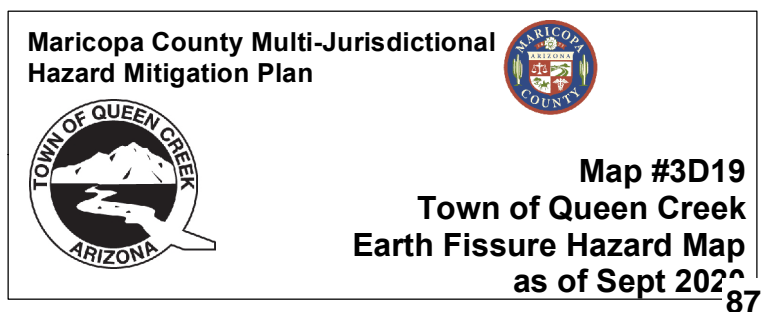 Maricopa County Multi-Jurisdictional
Hazard Mitigation Plan
MARICOPA
ARIZONA
COUNTY
TOWN OF QUEEN CREEK
ARIZONA
Map #3D19
Town of Queen Creek
Earth Fissure Hazard Map
as of Sept 2020
87